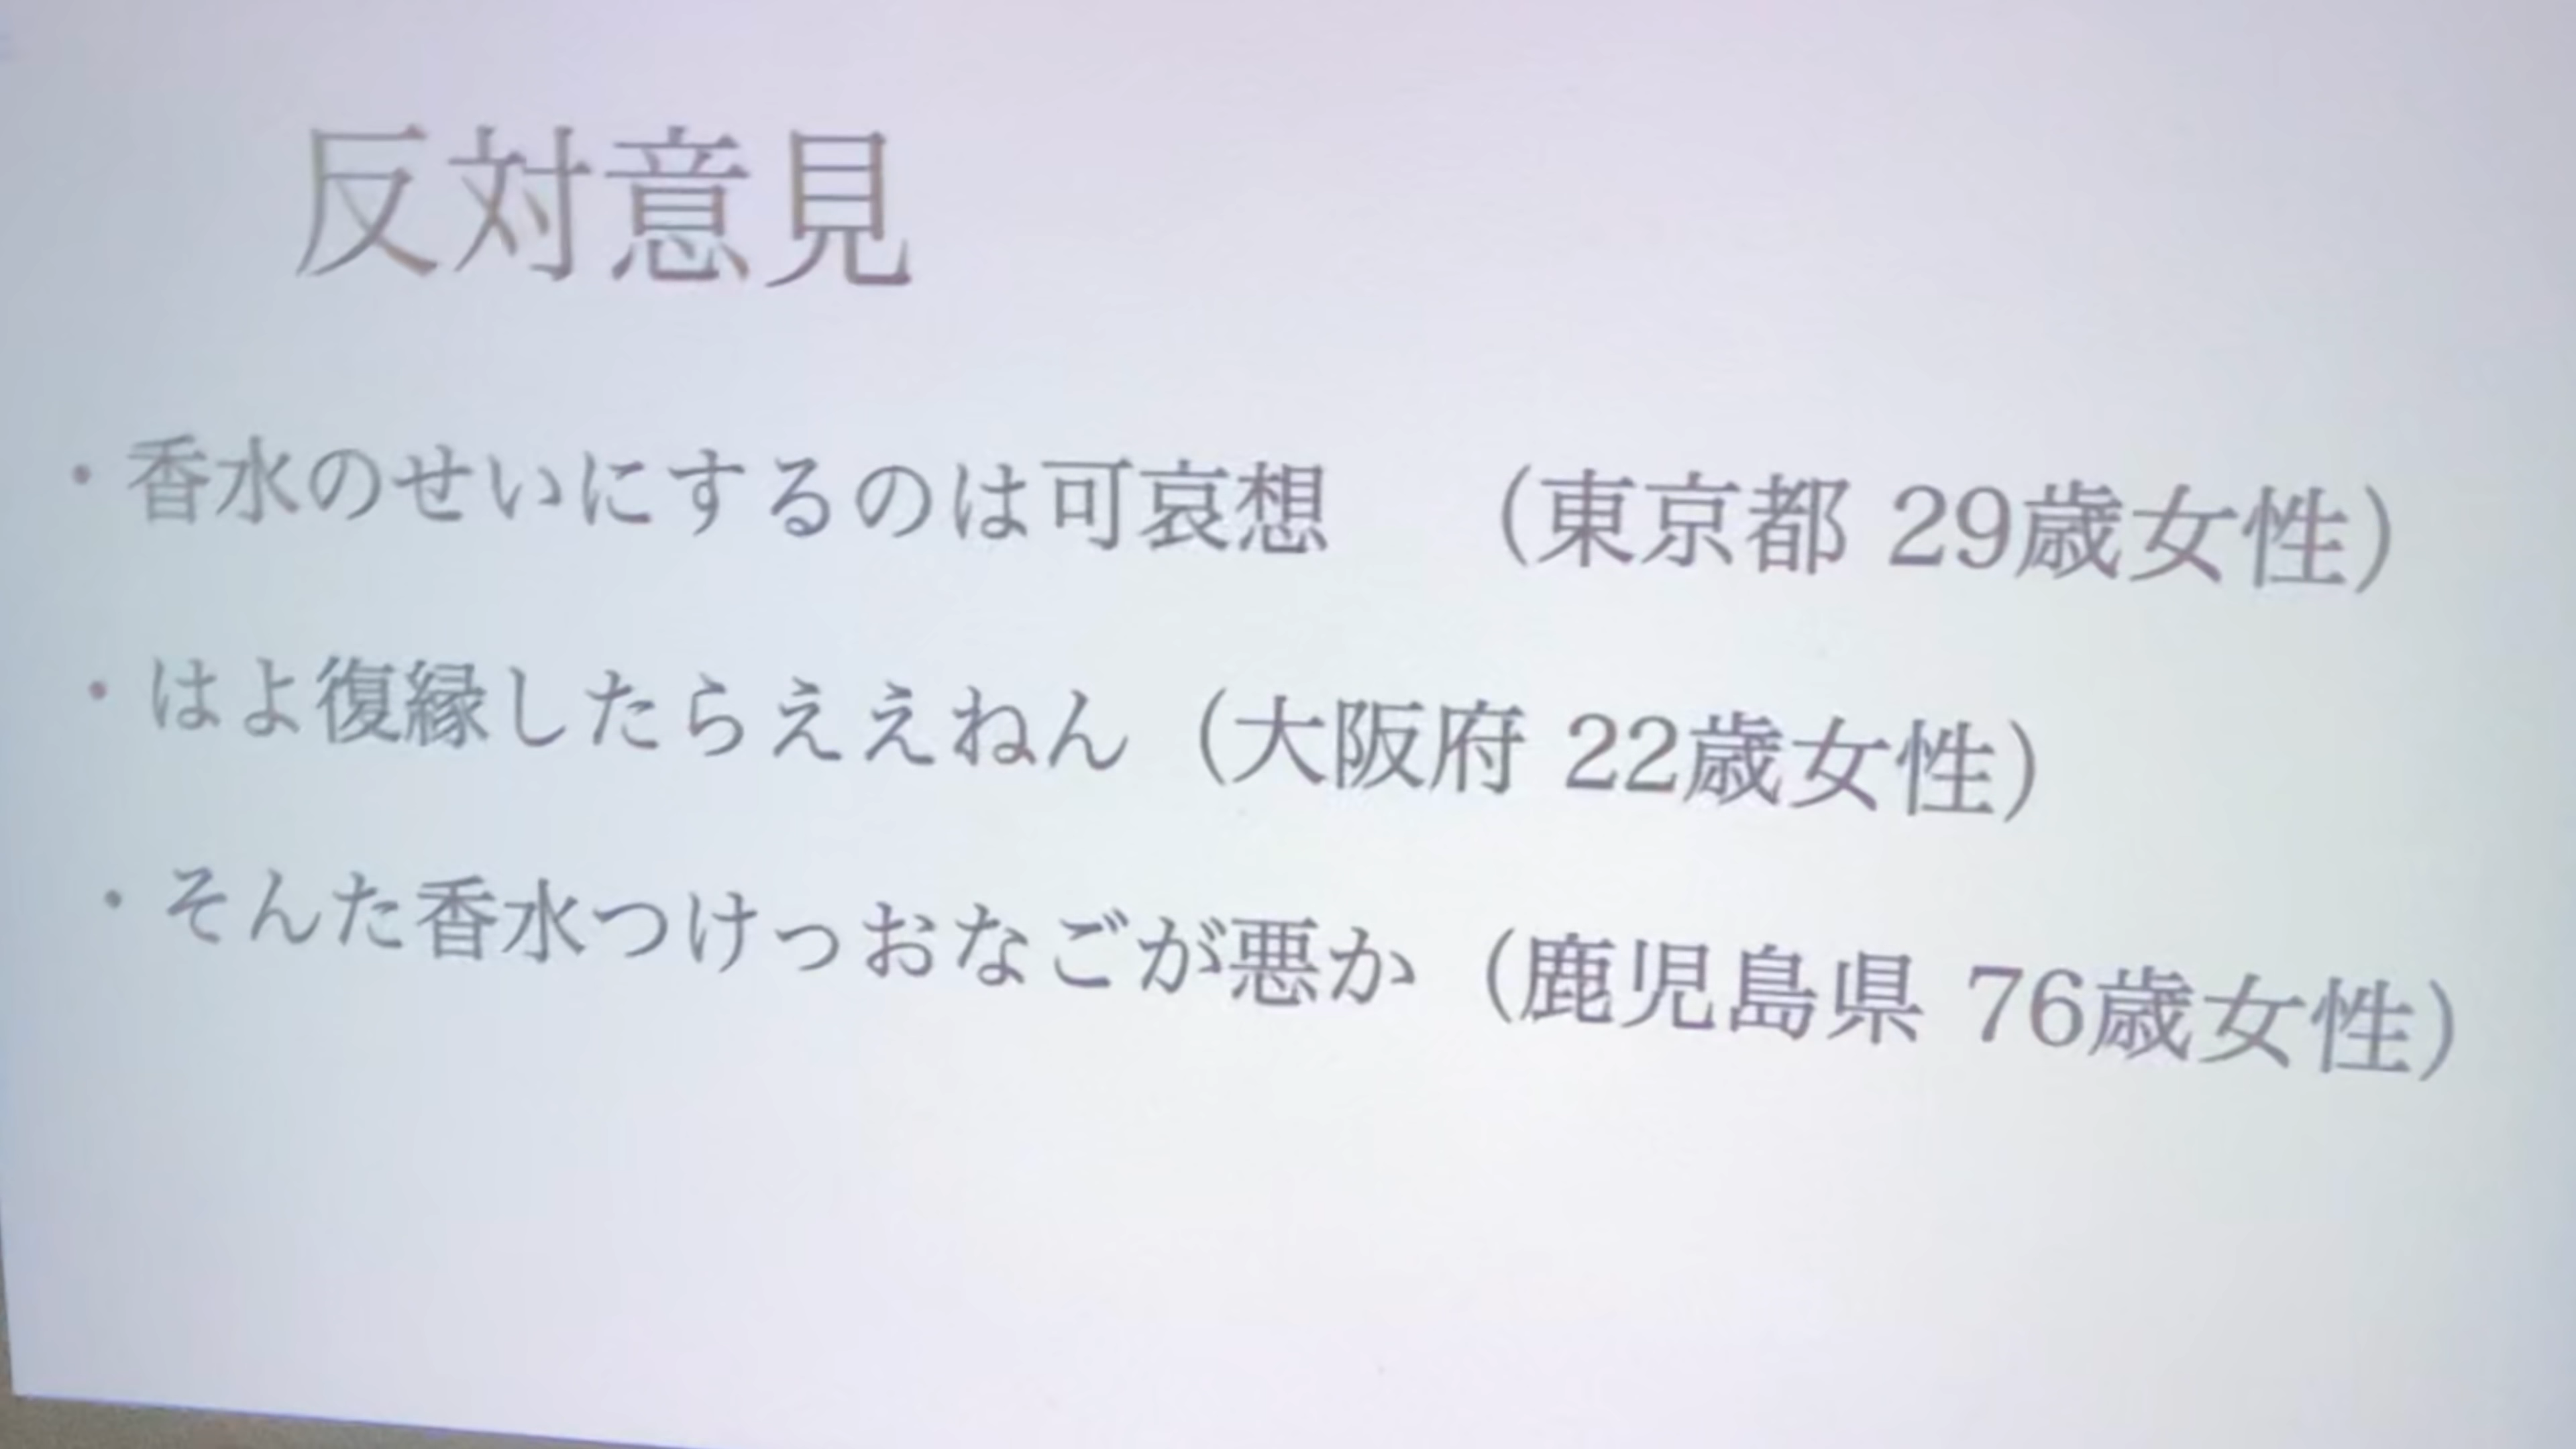 反対意見
・香水のせいにするのは可哀想　（東京都 29歳女性）
・はよ復縁したらええねん（大阪府 22歳女性）
・そんた香水つけっおなごが悪か（鹿児島県 76歳女性）